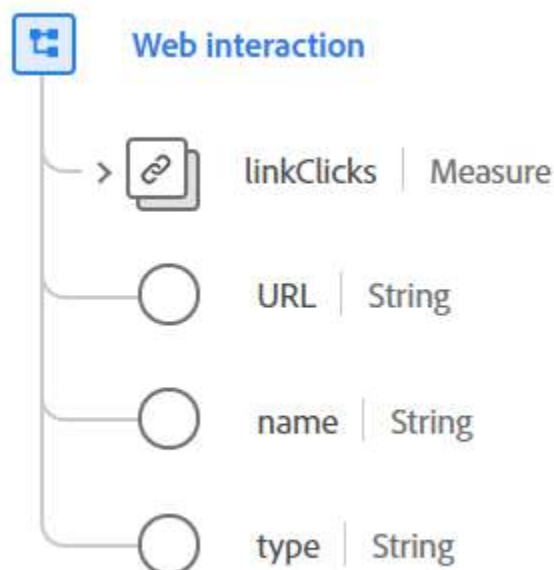 Web interaction
linkClicks | Measure
URL | String
name | String
type | String